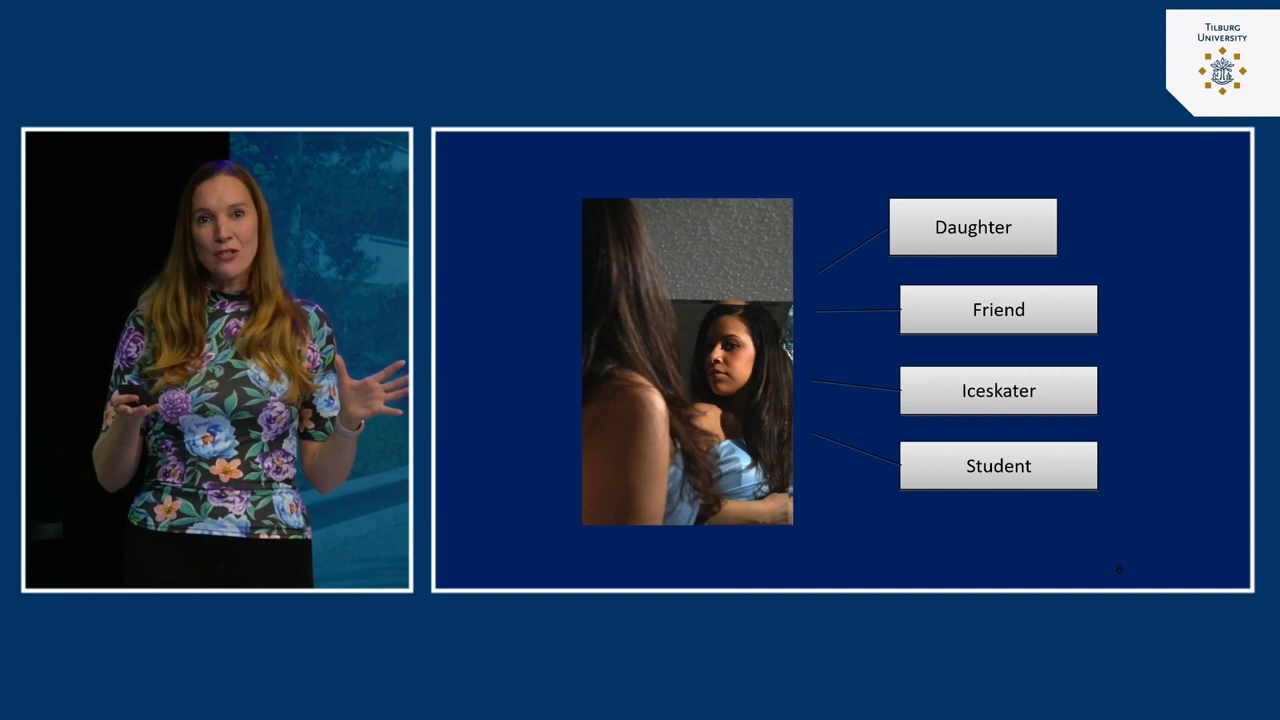 TILBURG
UNIVERSITY
Daughter
Friend
Iceskater
Student
6